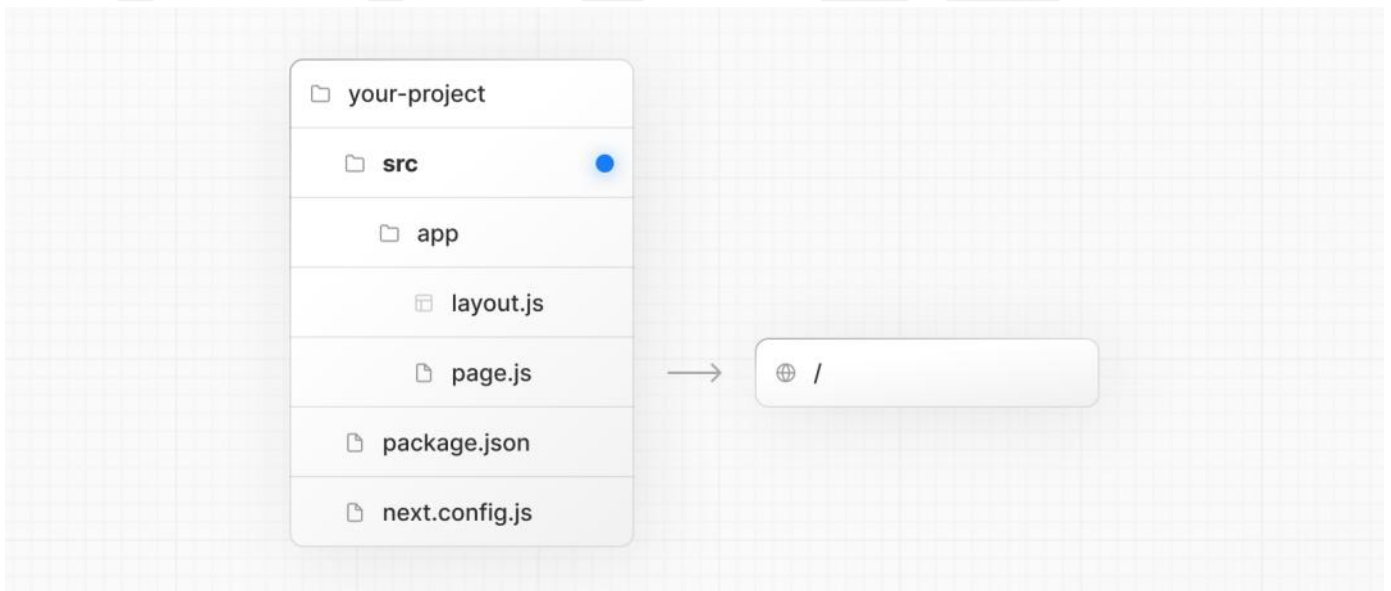 your-project
src
app
layout.js
page.js
/
package.json
next.config.js